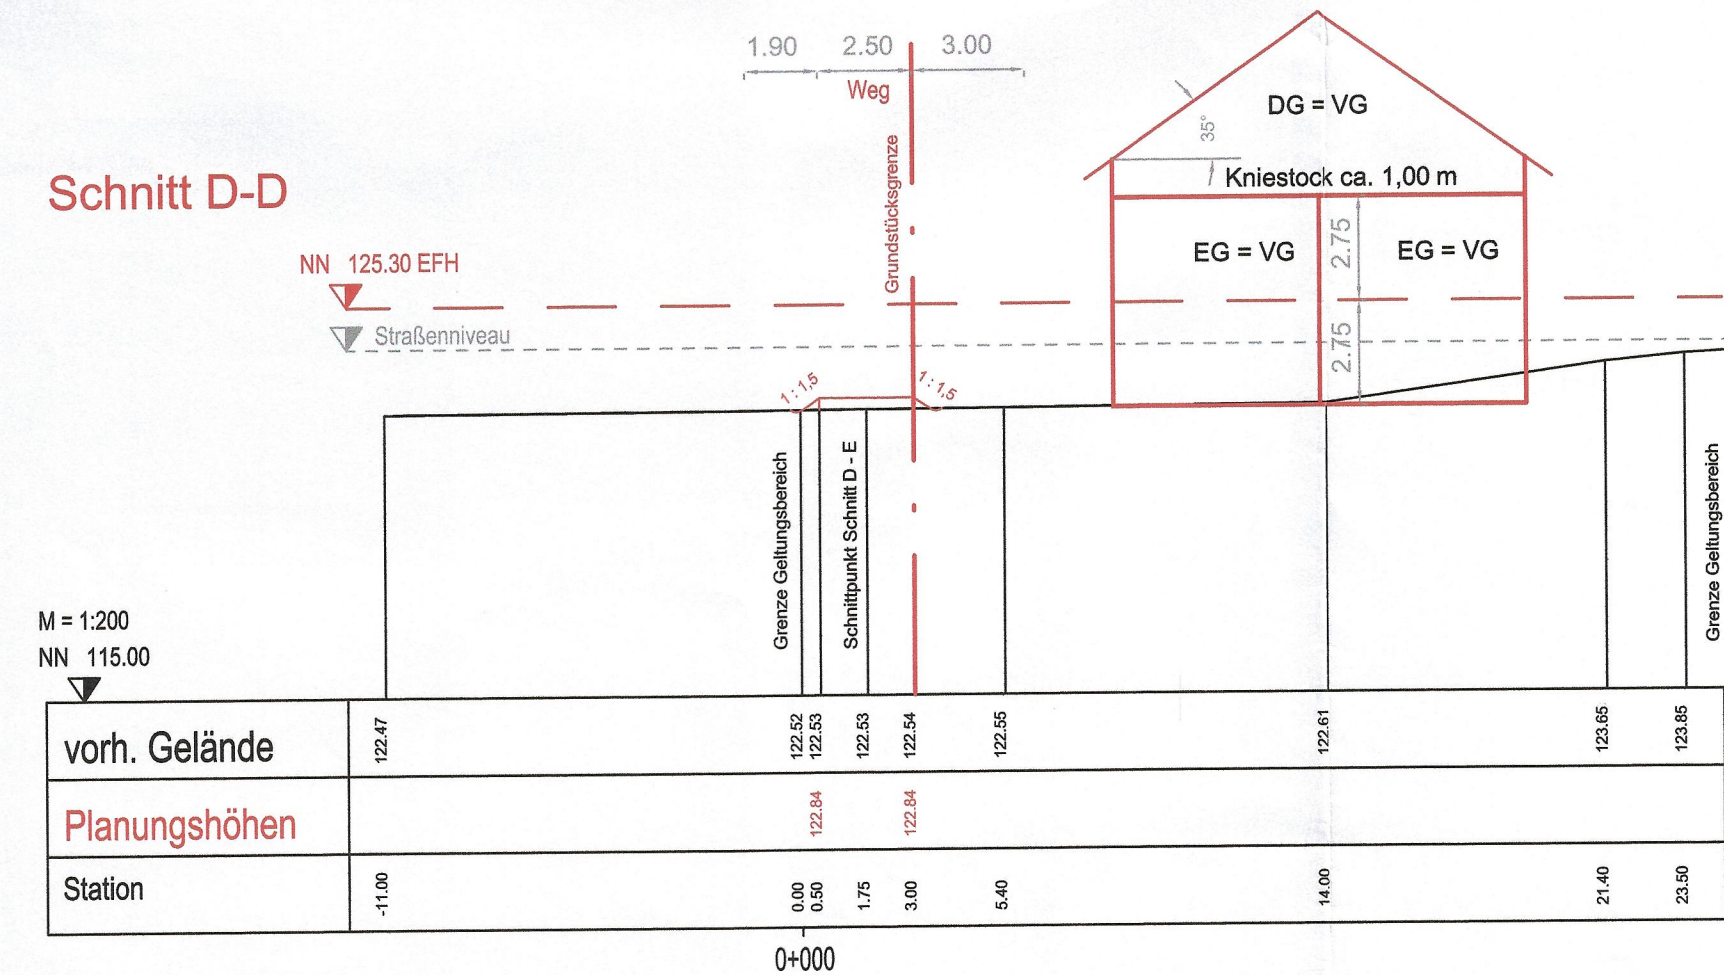 1.90 2.50 3.00
Weg
Grundstücksgrenze
DG = VG
35°
Kniestock ca. 1,00 m
Schnitt D-D
EG = VG
2.75
EG = VG
NN 125.30 EFH
Straßenniveau
2.75
1:1,5
1:1,5
Grenze Geltungsbereich
Schnittpunkt Schnitt D - E
Grenze Geltungsbereich
M = 1:200
NN 115.00
vorh. Gelände 122.47 122.52 122.53 122.53 122.54 122.55 122.61 123.65 123.85
Planungshöhen 122.84 122.84
Station -11.00 0.00 0.50 1.75 3.00 5.40 14.00 21.40 23.50
0+000